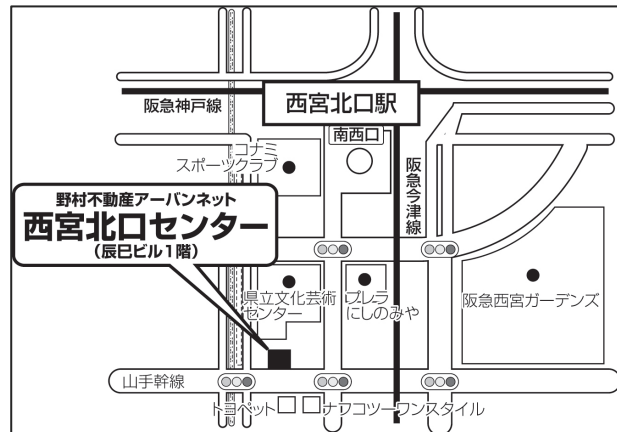 阪急神戸線
西宮北口駅
南西口
コナミ
スポーツクラブ
阪急今津線
野村不動産アーバンネット
西宮北口センター
(辰巳ビル1階)
県立文化芸術
センター
プレラ
にしのみや
阪急西宮ガーデンズ
山手幹線
トヨペット
ナフコツーワンスタイル